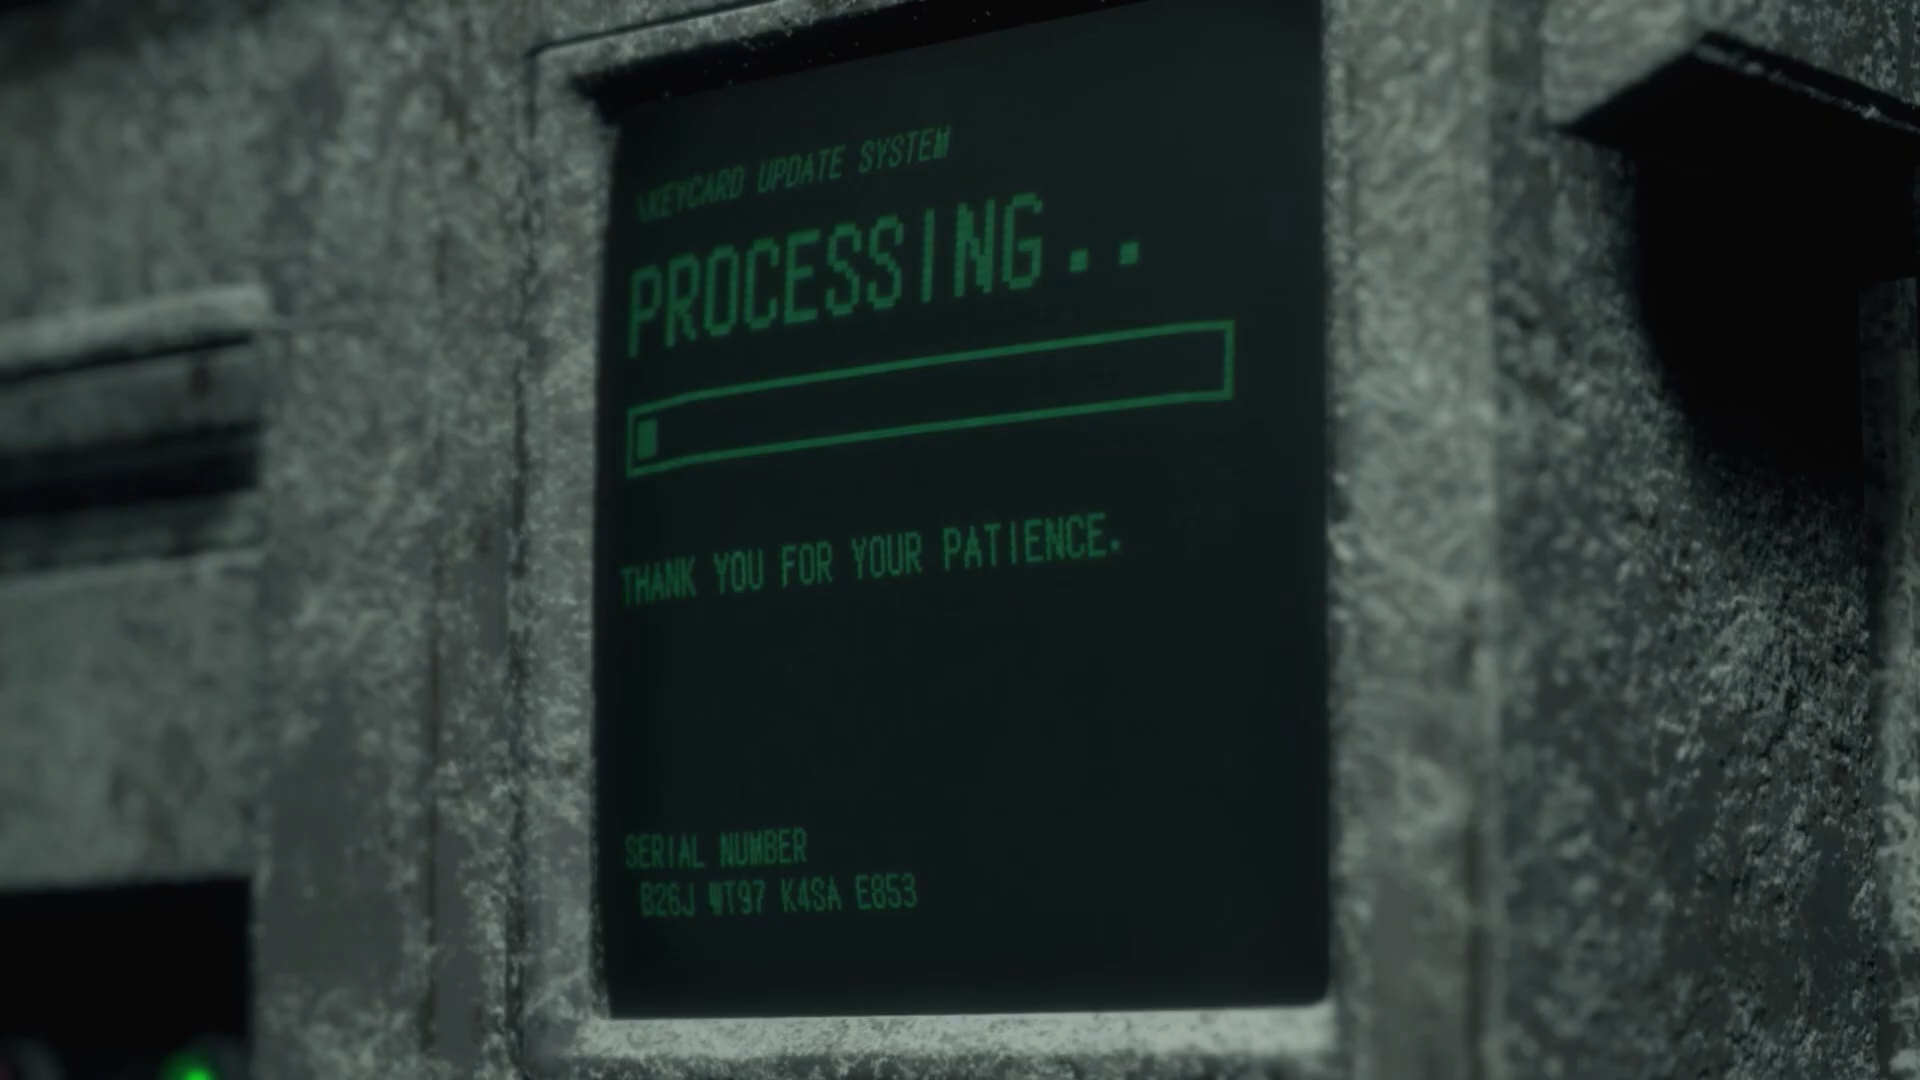 \KEYCARD UPDATE SYSTEM
PROCESSING..
THANK YOU FOR YOUR PATIENCE.
SERIAL NUMBER
B26J WT97 K4SA E853